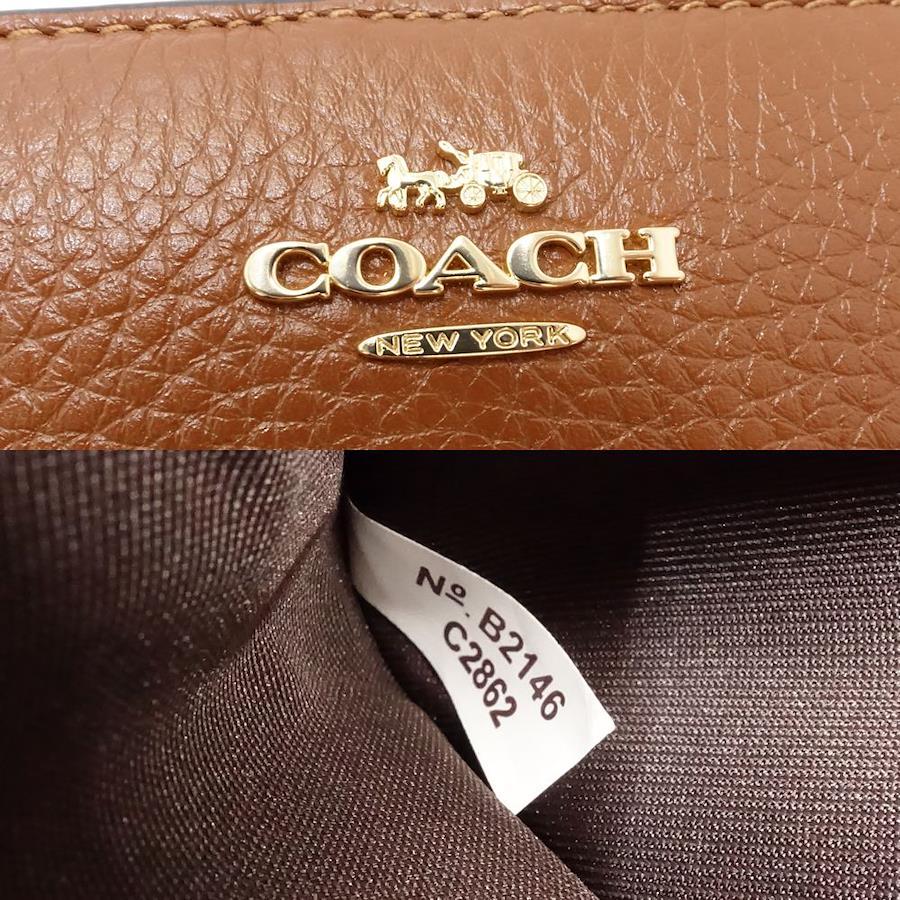 COACH
NEW YORK
Nº. B2146
C2862